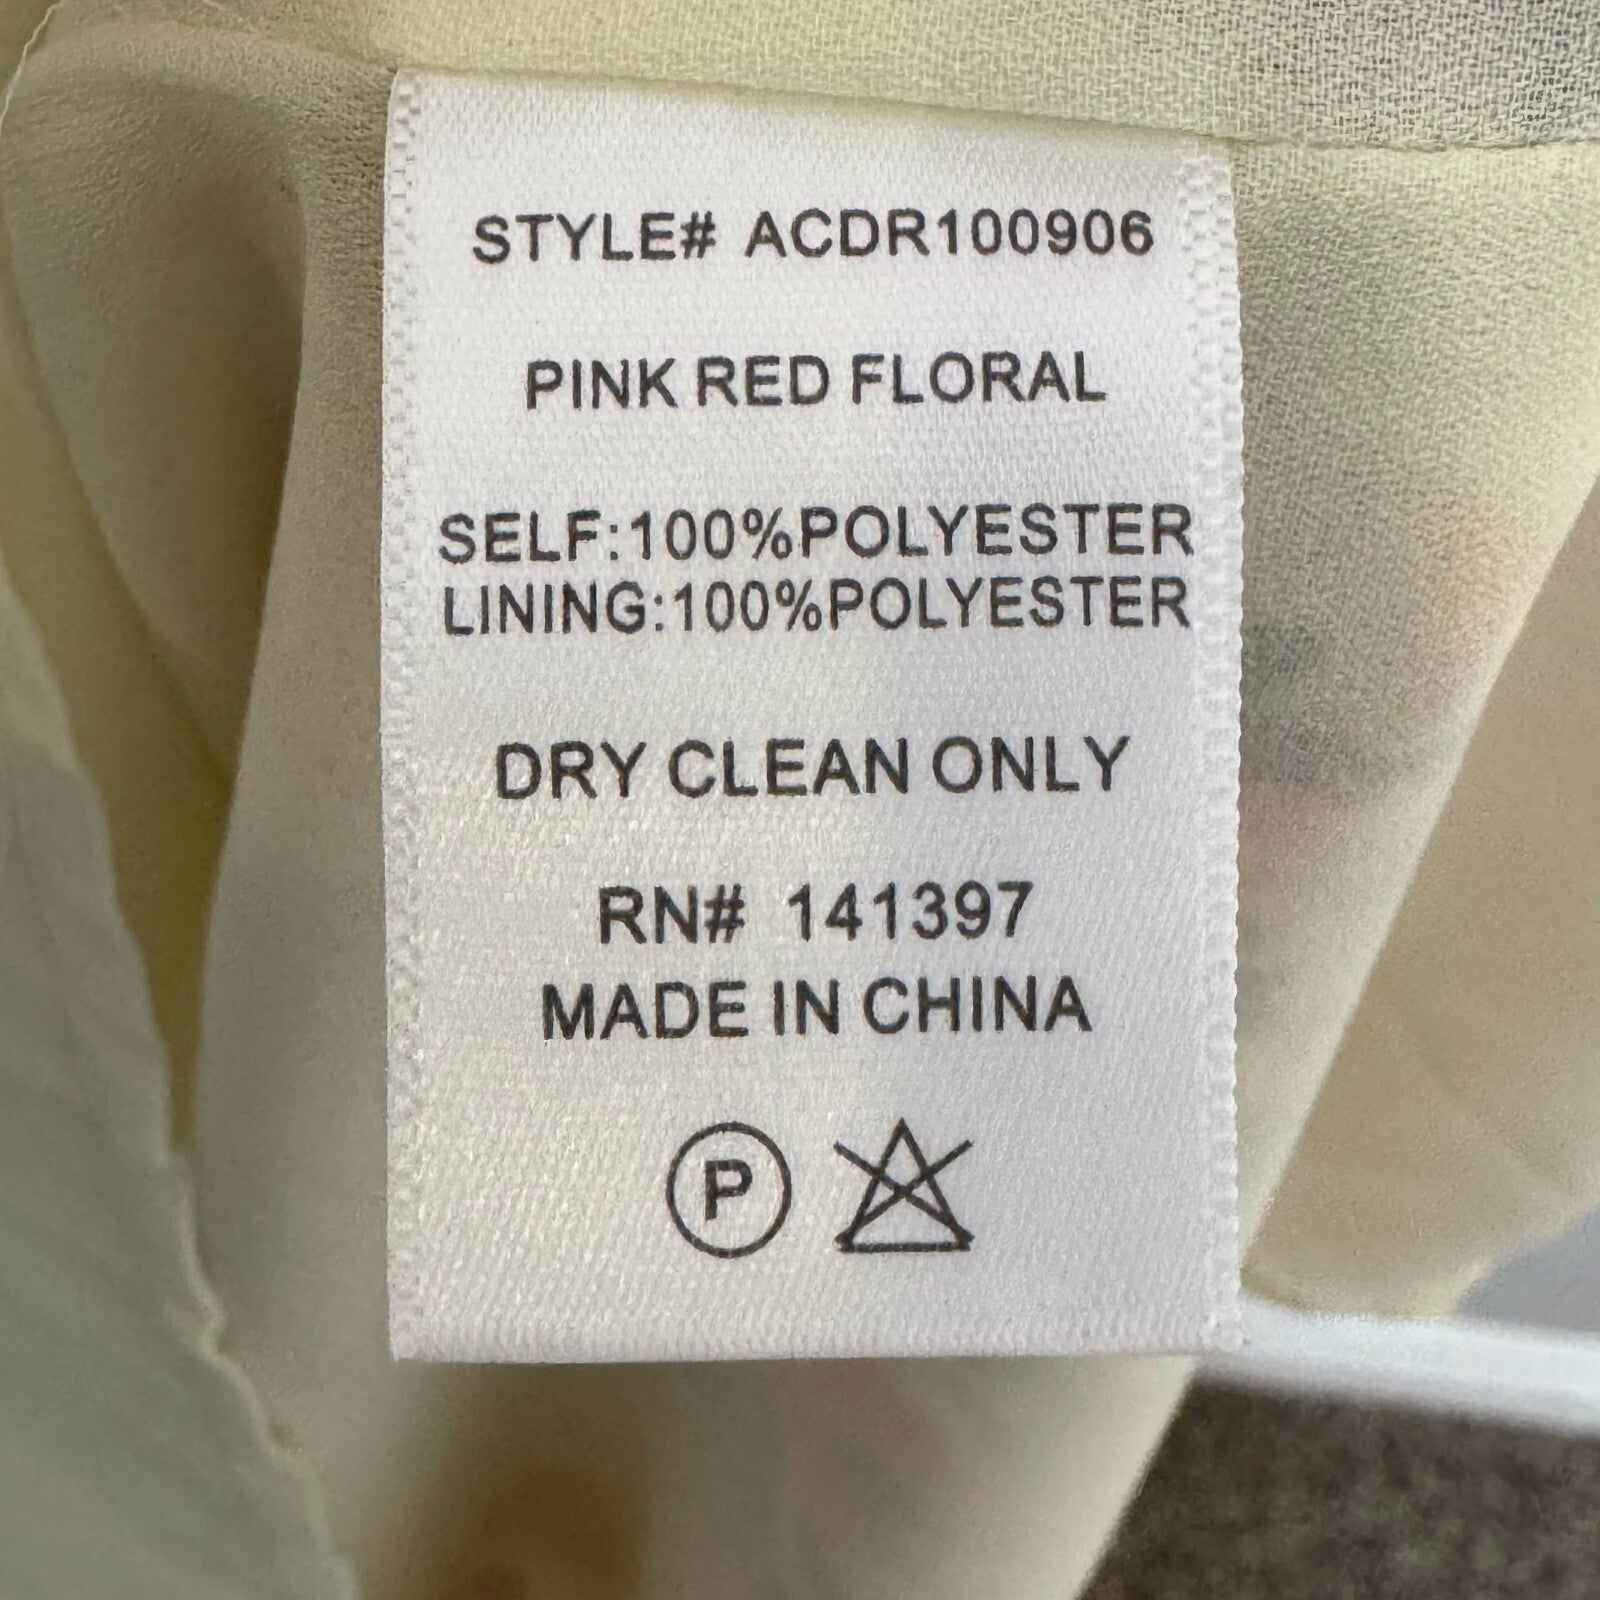 STYLE# ACDR100906
PINK RED FLORAL
SELF:100%POLYESTER
LINING:100%POLYESTER
DRY CLEAN ONLY
RN# 141397
MADE IN CHINA
P